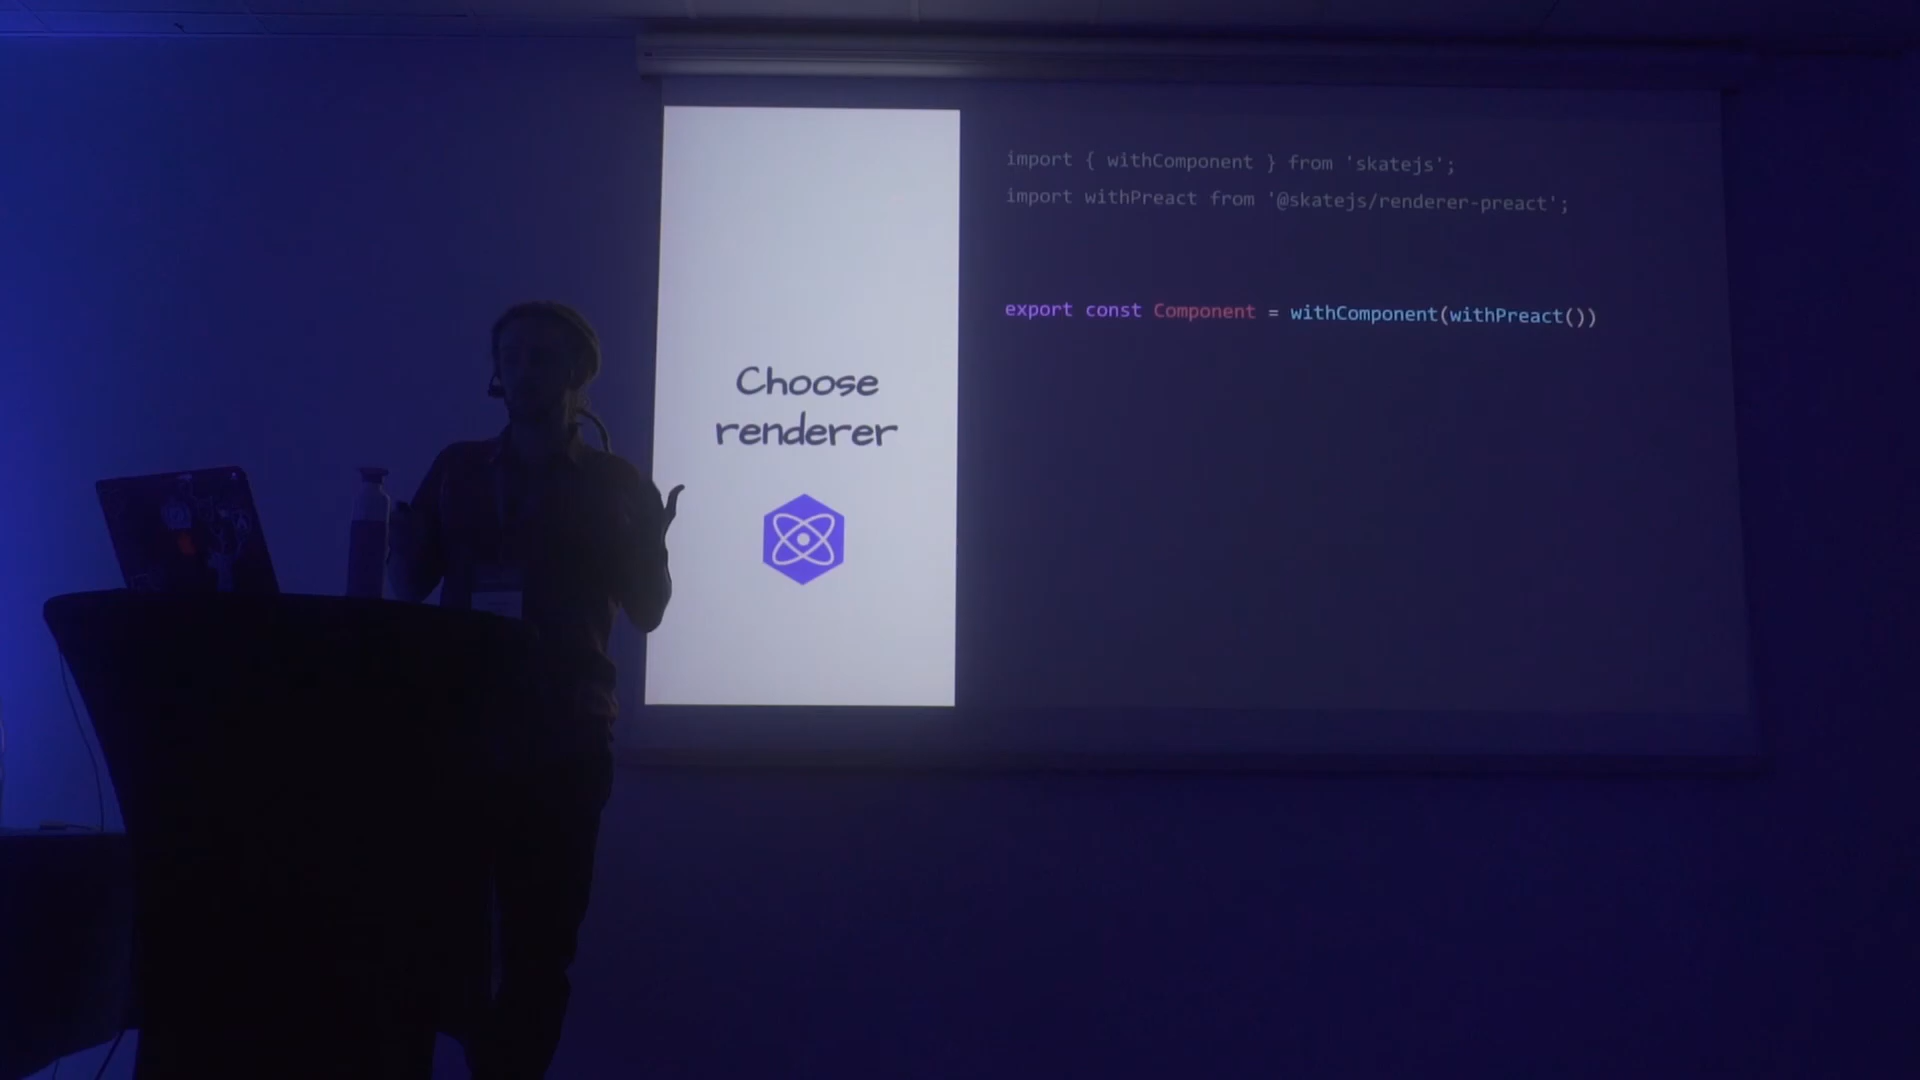 Choose
renderer
import { withComponent } from 'skatejs';
import withPreact from '@skatejs/renderer-preact';
export const Component = withComponent(withPreact())